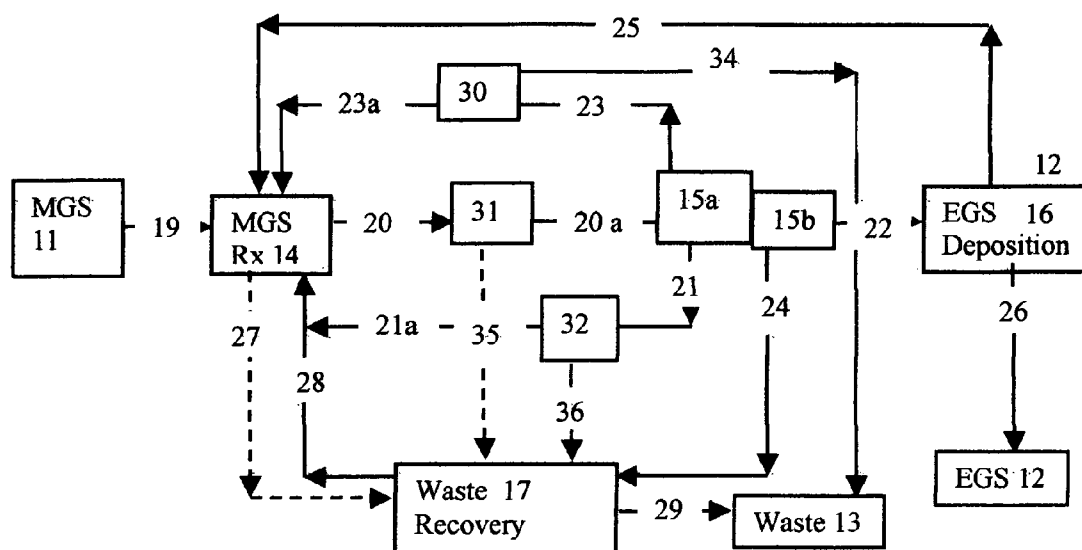 25
34
30
23a
23
12
MGS
11
19
MGS
Rx 14
20
31
20 a
15a
15b
22
EGS 16
Deposition
21
24
26
27
21a
35
32
28
36
Waste 17
Recovery
29
Waste 13
EGS 12